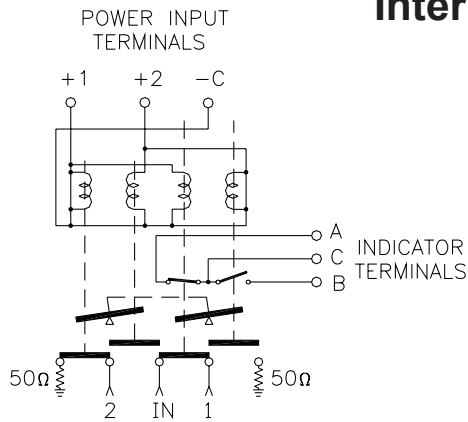 Inter
POWER INPUT
TERMINALS
+1 +2 -C
A
C
B
INDICATOR
TERMINALS
50Ω
50Ω
2 IN 1